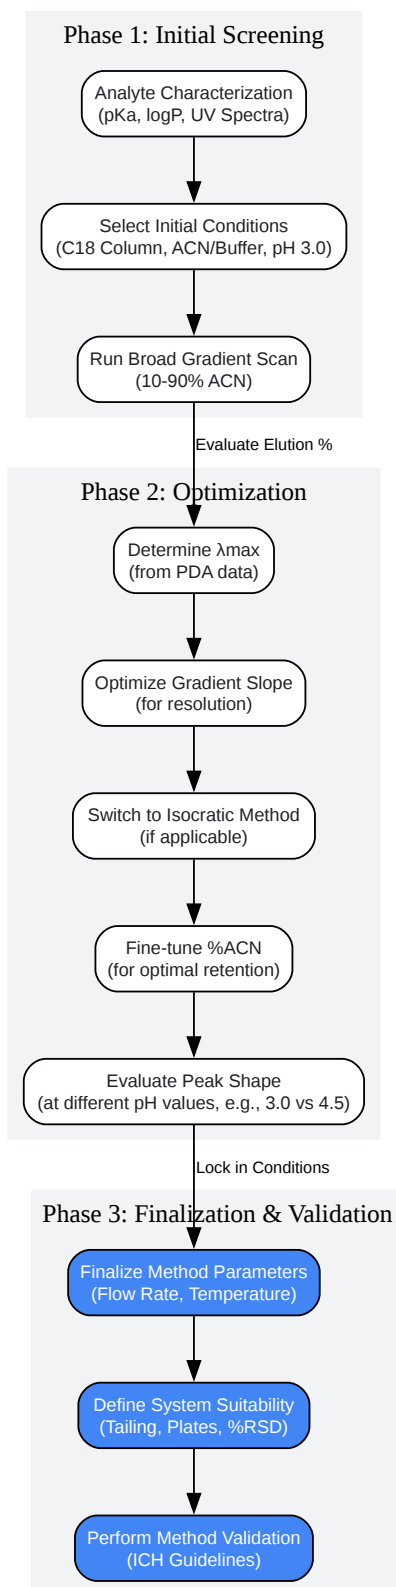 Phase 1: Initial Screening
Analyte Characterization
(pKa, logP, UV Spectra)
Select Initial Conditions
(C18 Column, ACN/Buffer, pH 3.0)
Run Broad Gradient Scan
(10-90% ACN)
Evaluate Elution %
Phase 2: Optimization
Determine λmax
(from PDA data)
Optimize Gradient Slope
(for resolution)
Switch to Isocratic Method
(if applicable)
Fine-tune %ACN
(for optimal retention)
Evaluate Peak Shape
(at different pH values, e.g., 3.0 vs 4.5)
Lock in Conditions
Phase 3: Finalization & Validation
Finalize Method Parameters
(Flow Rate, Temperature)
Define System Suitability
(Tailing, Plates, %RSD)
Perform Method Validation
(ICH Guidelines)